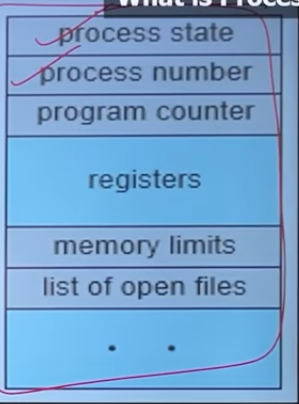 What is Proces
process state
process number
program counter
registers
memory limits
list of open files
. .